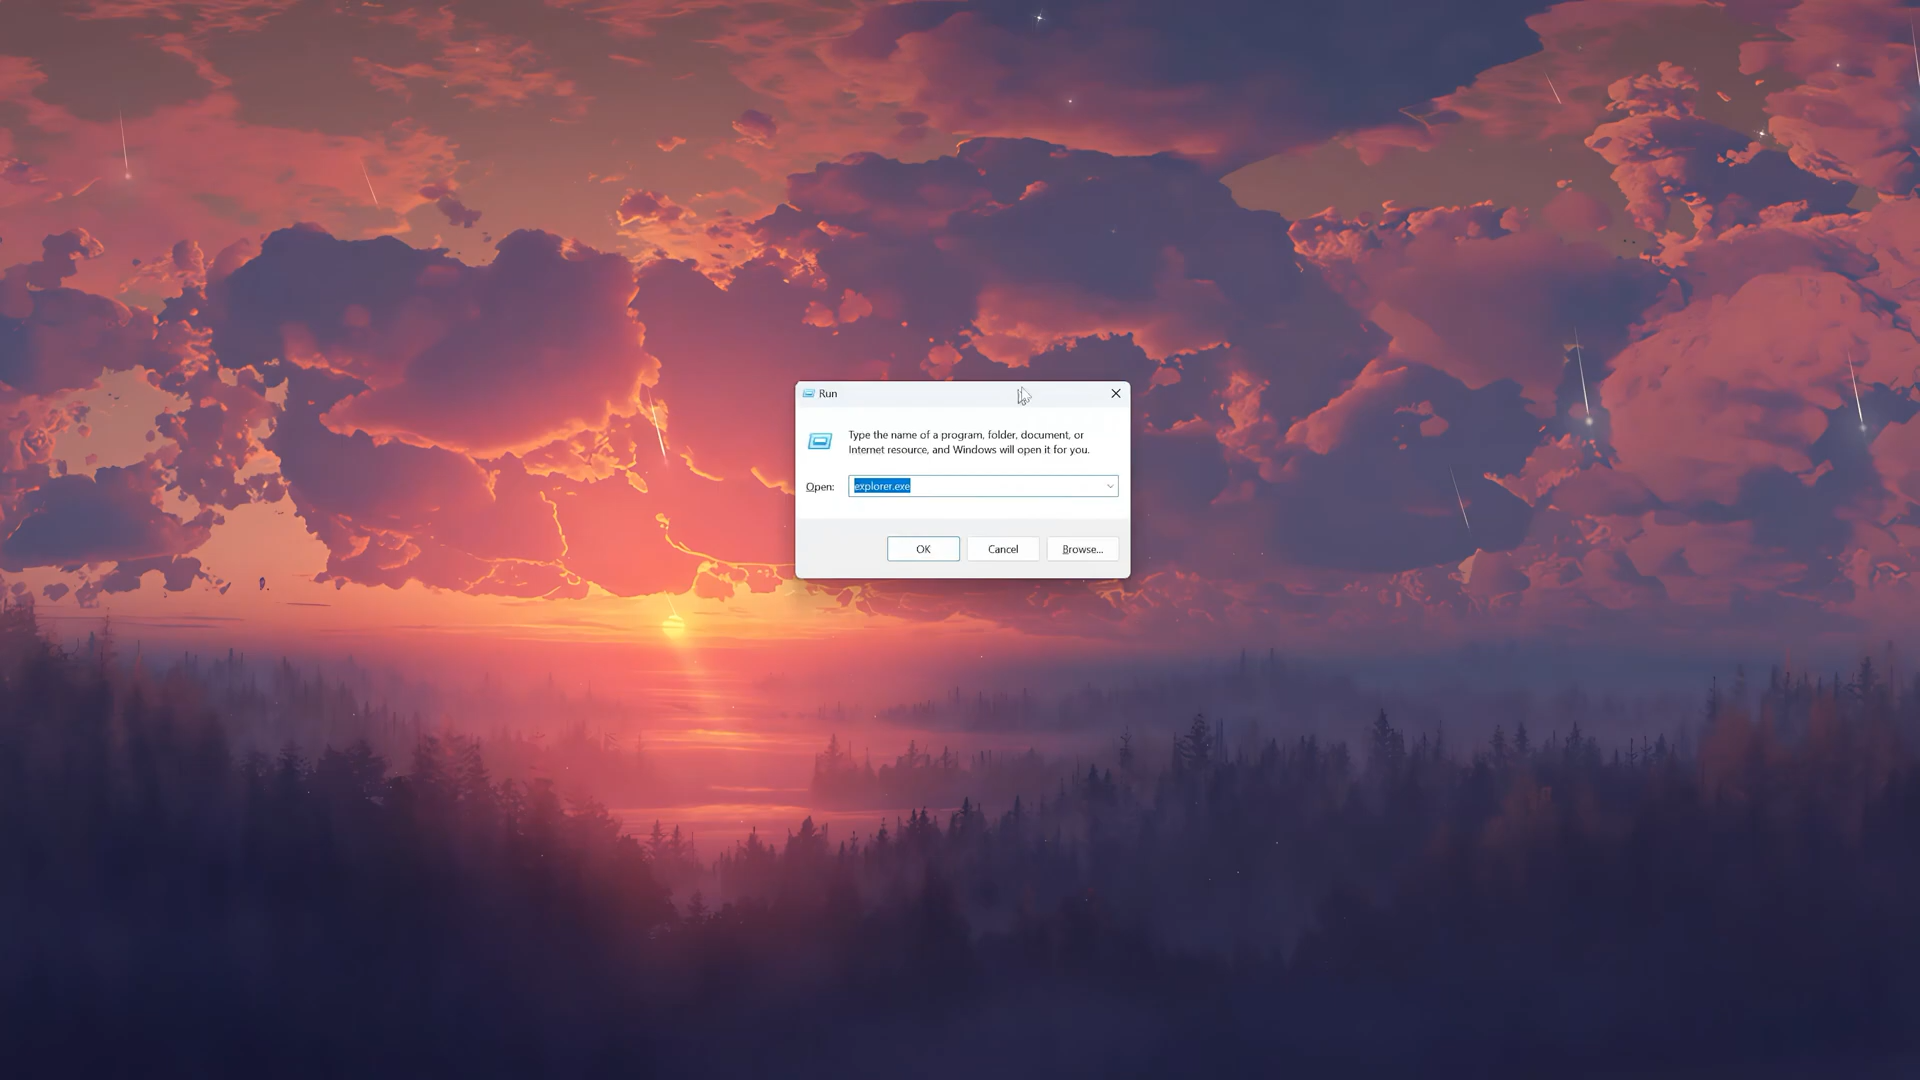 Run
Type the name of a program, folder, document, or
Internet resource, and Windows will open it for you.
Open: explorer.exe
OK Cancel Browse...